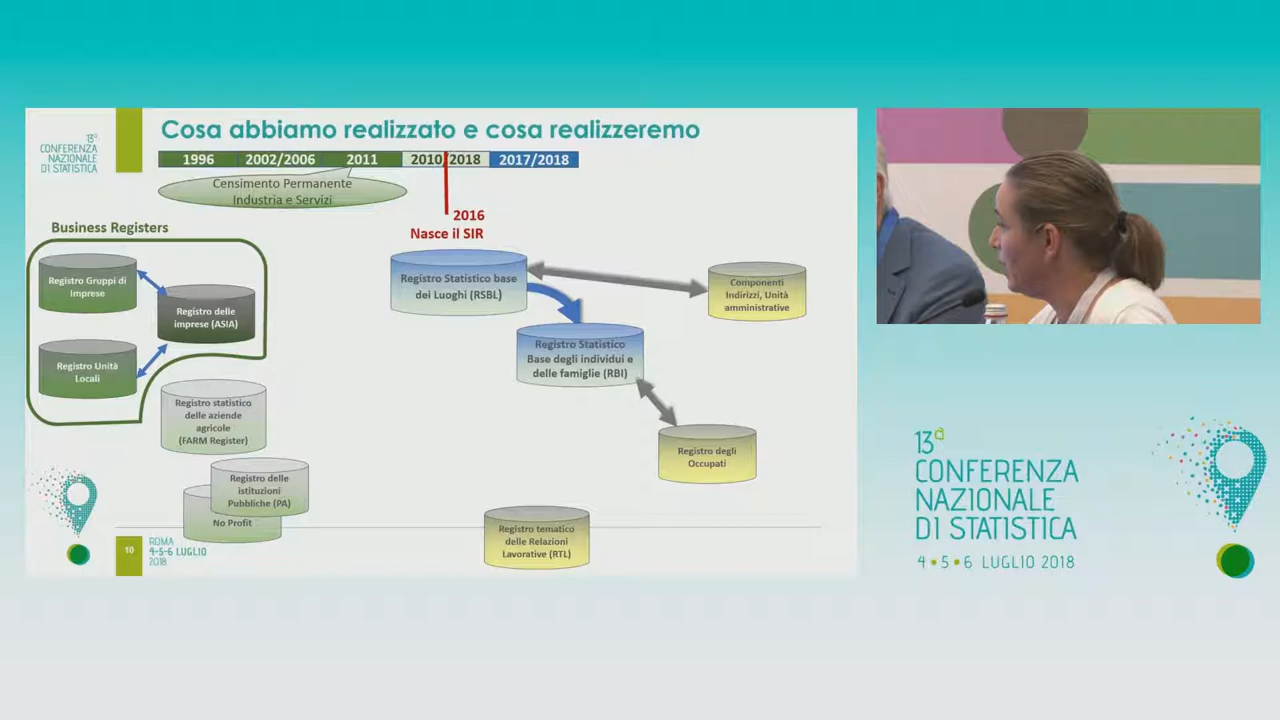 13°
CONFERENZA
NAZIONALE
DI STATISTICA
Cosa abbiamo realizzato e cosa realizzeremo
1996
2002/2006
2011
2010/2018
2017/2018
Censimento Permanente
Industria e Servizi
2016
Nasce il SIR
Business Registers
Registro Gruppi di
Imprese
Registro delle
imprese (ASIA)
Registro Unità
Locali
Registro statistico
delle aziende
agricole
(FARM Register)
Registro delle
istituzioni
Pubbliche (PA)
No Profit
Registro Statistico base
dei Luoghi (RSBL)
Componenti
Indirizzi, Unità
amministrative
Registro Statistico
Base degli individui e
delle famiglie (RBI)
Registro degli
Occupati
Registro tematico
delle Relazioni
Lavorative (RTL)
10
ROMA
4-5-6 LUGLIO
2018
13a
CONFERENZA
NAZIONALE
DI STATISTICA
4 • 5 • 6 LUGLIO 2018